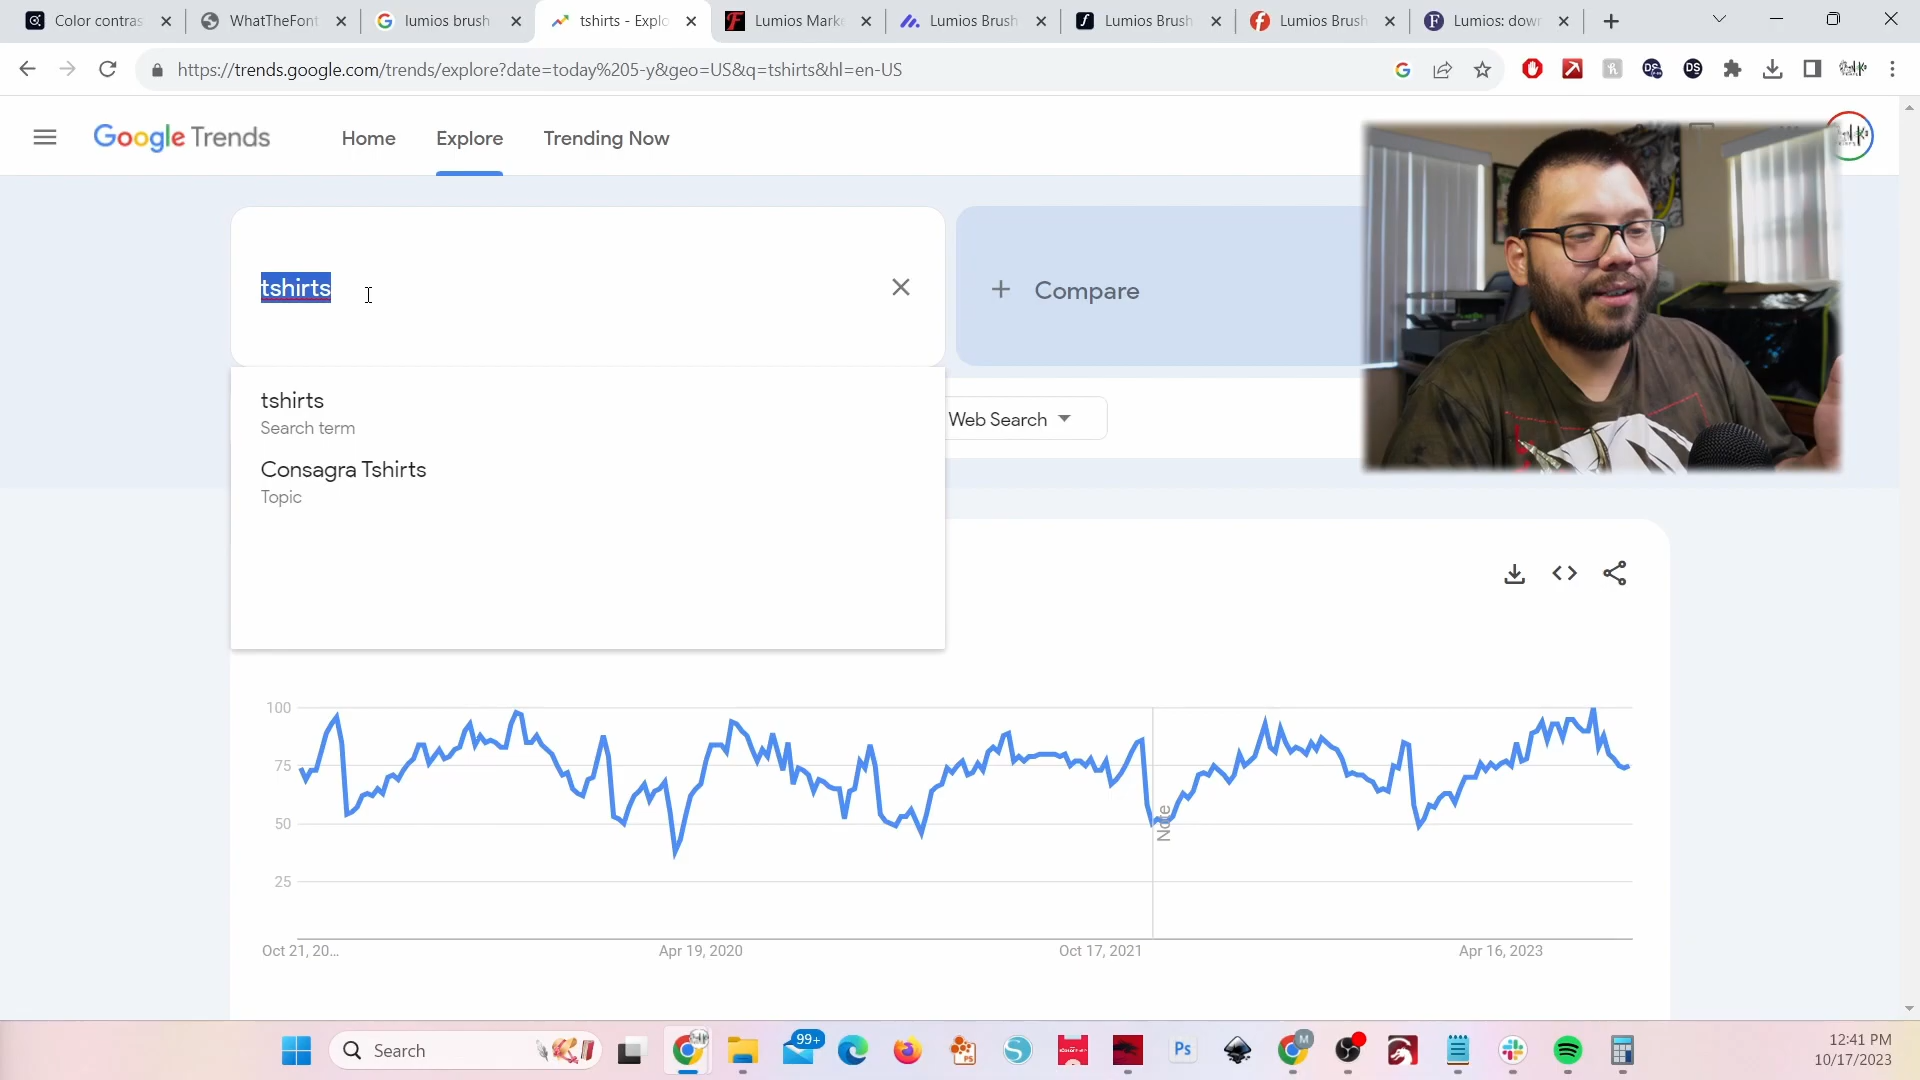 Color contras
WhatTheFont
lumios brush
tshirts - Explo
Lumios Marke
Lumios Brush
Lumios Brush
Lumios Brush
Lumios: down
https://trends.google.com/trends/explore?date=today%205-y&geo=US&q=tshirts&hl=en-US
Google Trends
Home
Explore
Trending Now
tshirts
Compare
tshirts
Search term
Consagra Tshirts
Topic
Web Search
100
75
50
25
Note
Oct 21, 20...
Apr 19, 2020
Oct 17, 2021
Apr 16, 2023
Search
99+
Ps
M
12:41 PM
10/17/2023